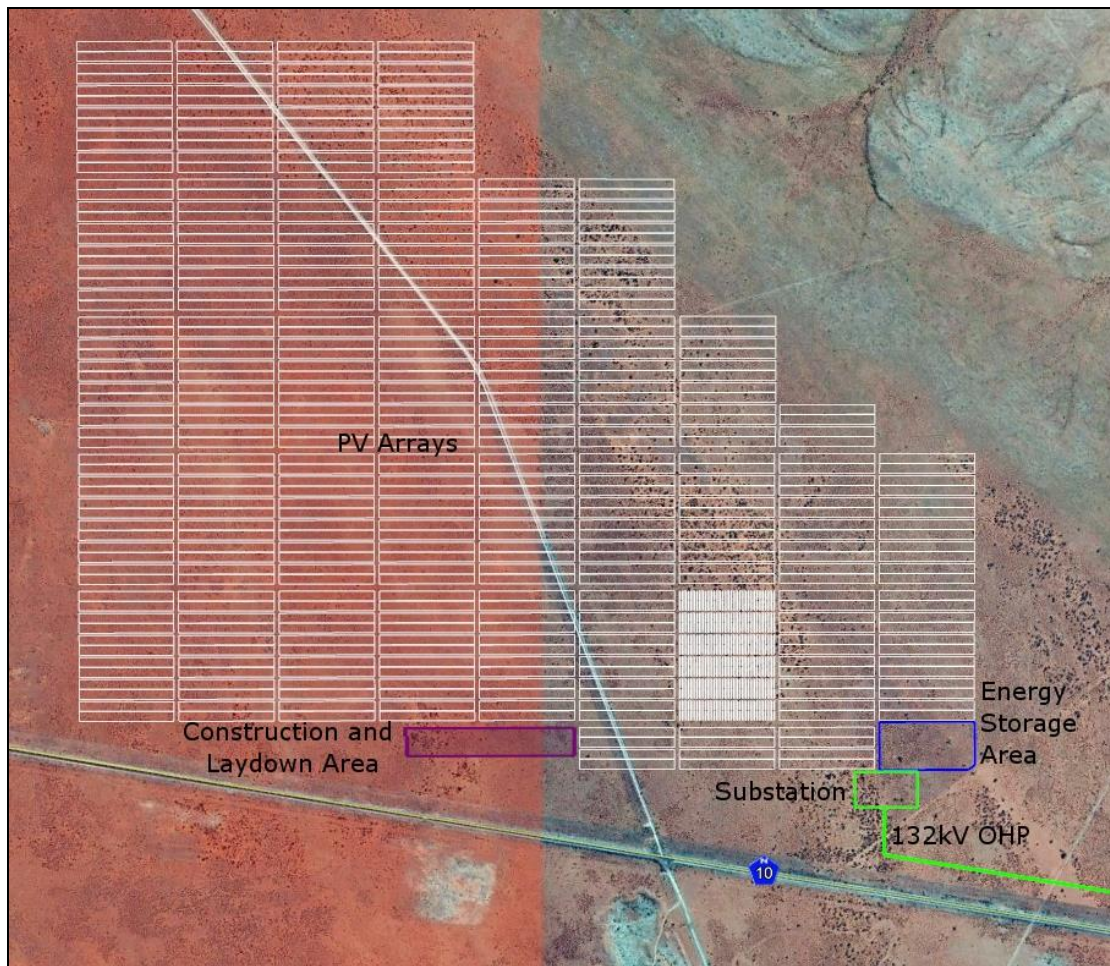 PV Arrays
Construction and
Laydown Area
Energy
Storage
Area
Substation
132kV OHP
N
10